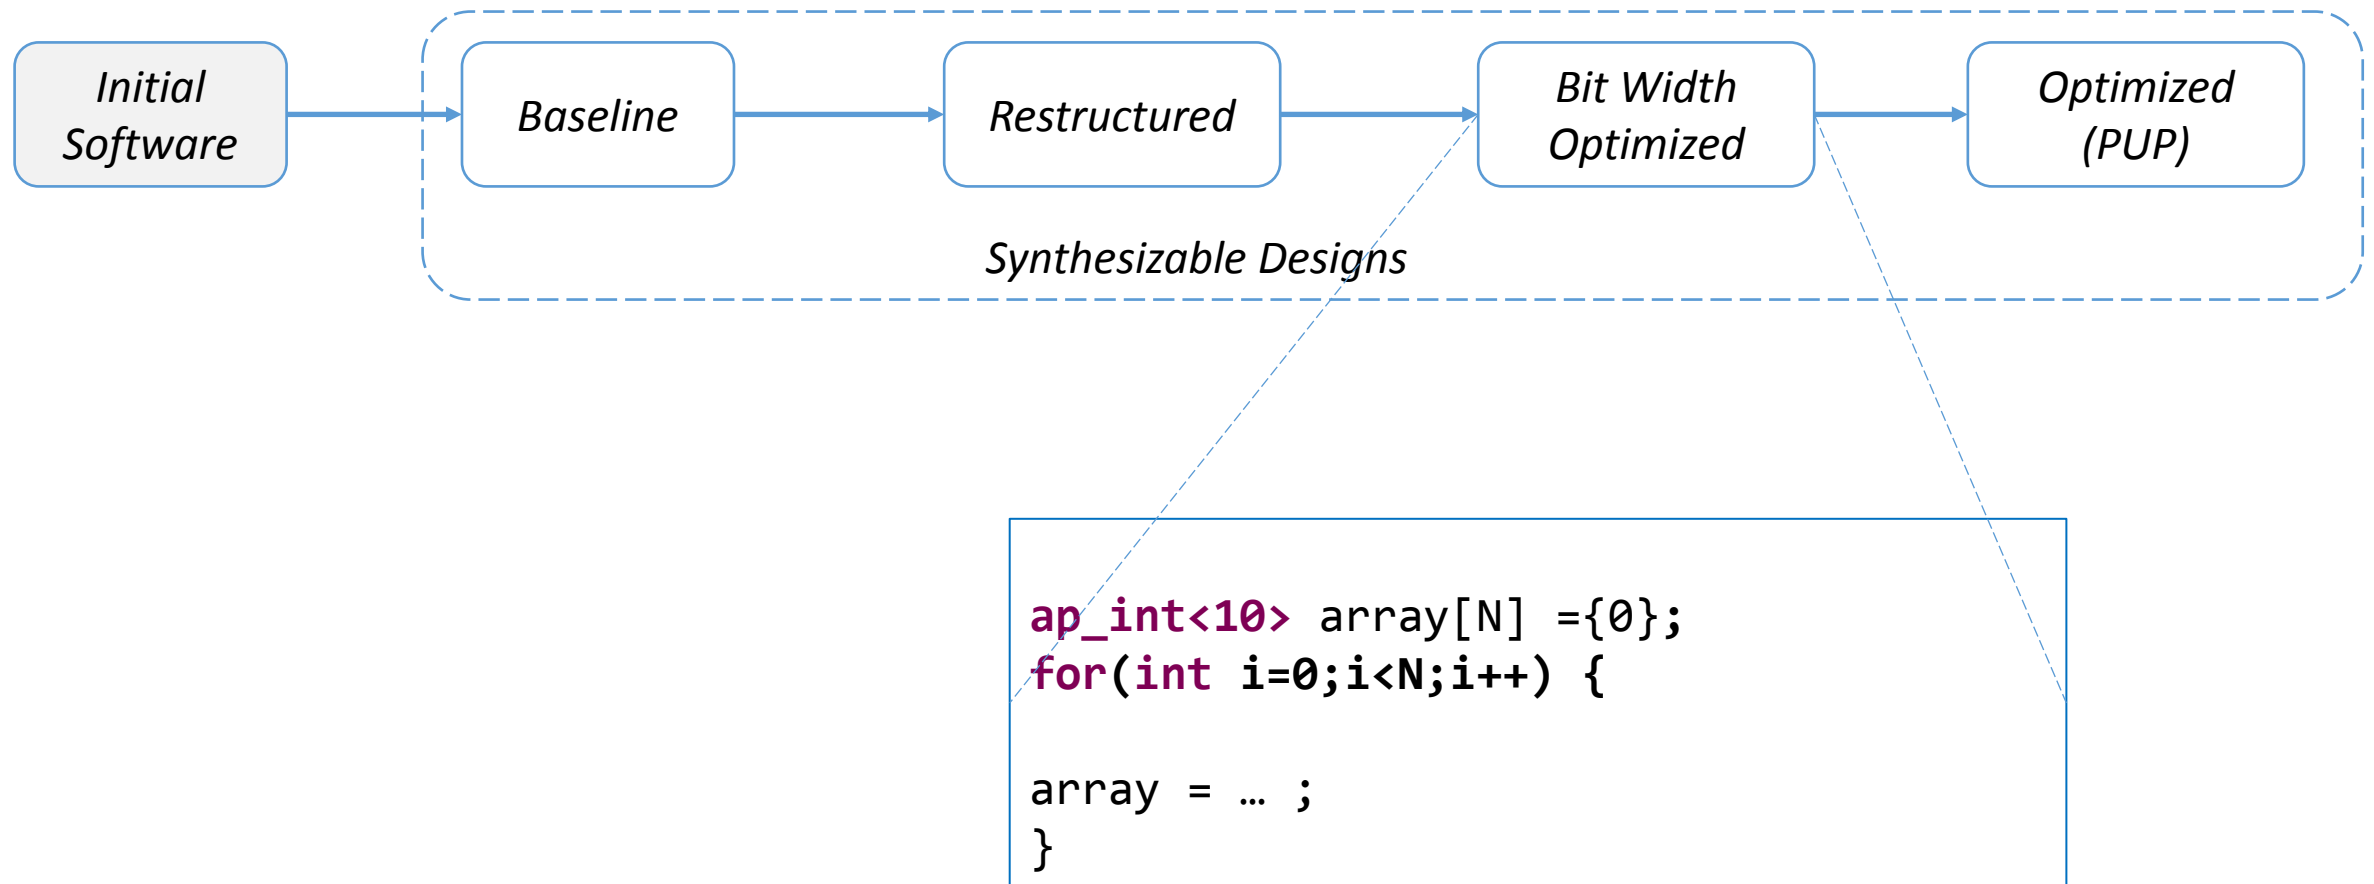 Initial
Software
Baseline
Restructured
Bit Width
Optimized
Optimized
(PUP)
Synthesizable Designs
ap_int<10> array[N] ={0};
for(int i=0;i<N;i++) {
array = … ;
}